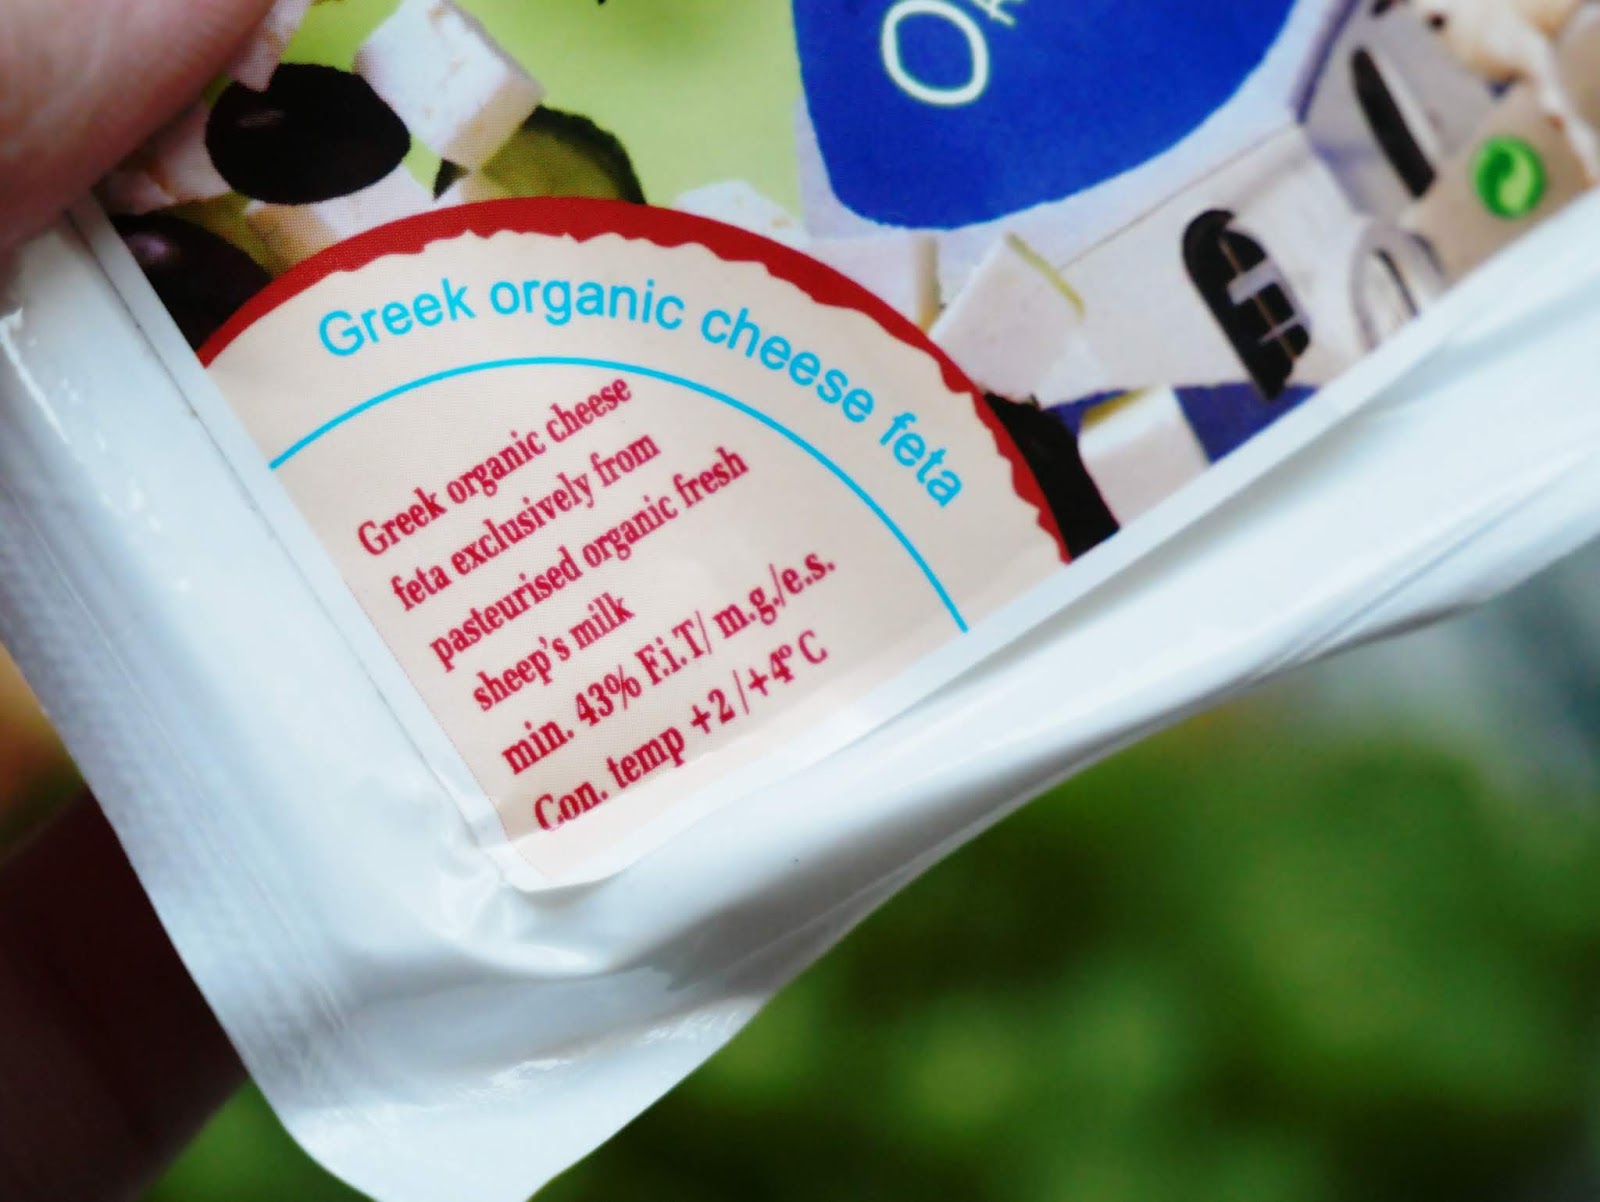 Greek organic cheese feta
Greek organic cheese
feta exclusively from
pasteurised organic fresh
sheep's milk
min. 43% F.i.T/ m.g./e.s.
Con. temp +2/+4° C